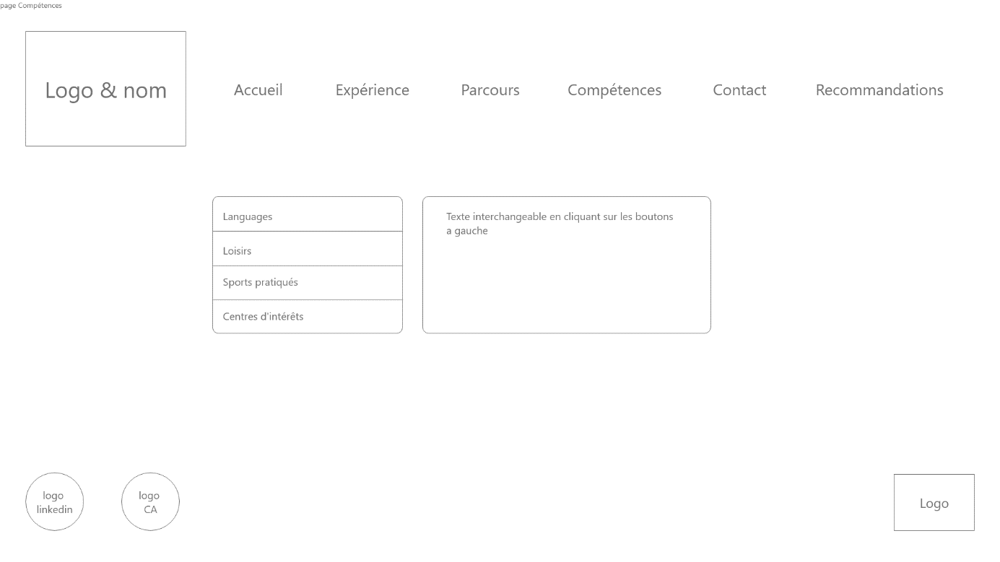 page Compétences
Logo & nom
Accueil
Expérience
Parcours
Compétences
Contact
Recommandations
Languages
Loisirs
Sports pratiqués
Centres d'intérêts
Texte interchangeable en cliquant sur les boutons
a gauche
logo
linkedin
logo
CA
Logo